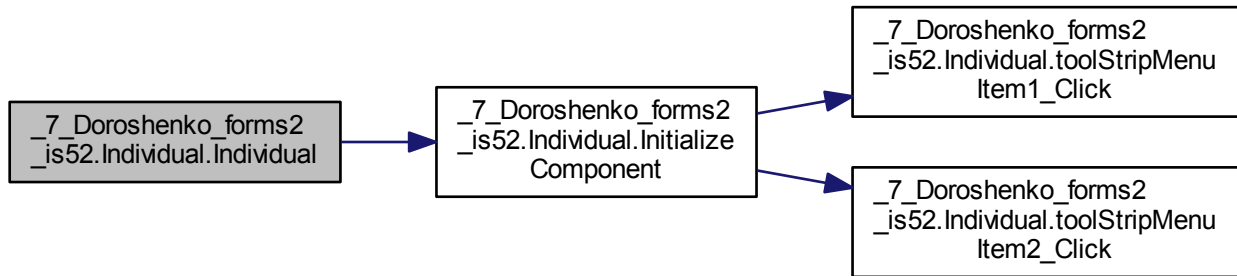 _7_Doroshenko_forms2
_is52.Individual.Individual
_7_Doroshenko_forms2
_is52.Individual.Initialize
Component
_7_Doroshenko_forms2
_is52.Individual.toolStripMenu
Item1_Click
_7_Doroshenko_forms2
_is52.Individual.toolStripMenu
Item2_Click